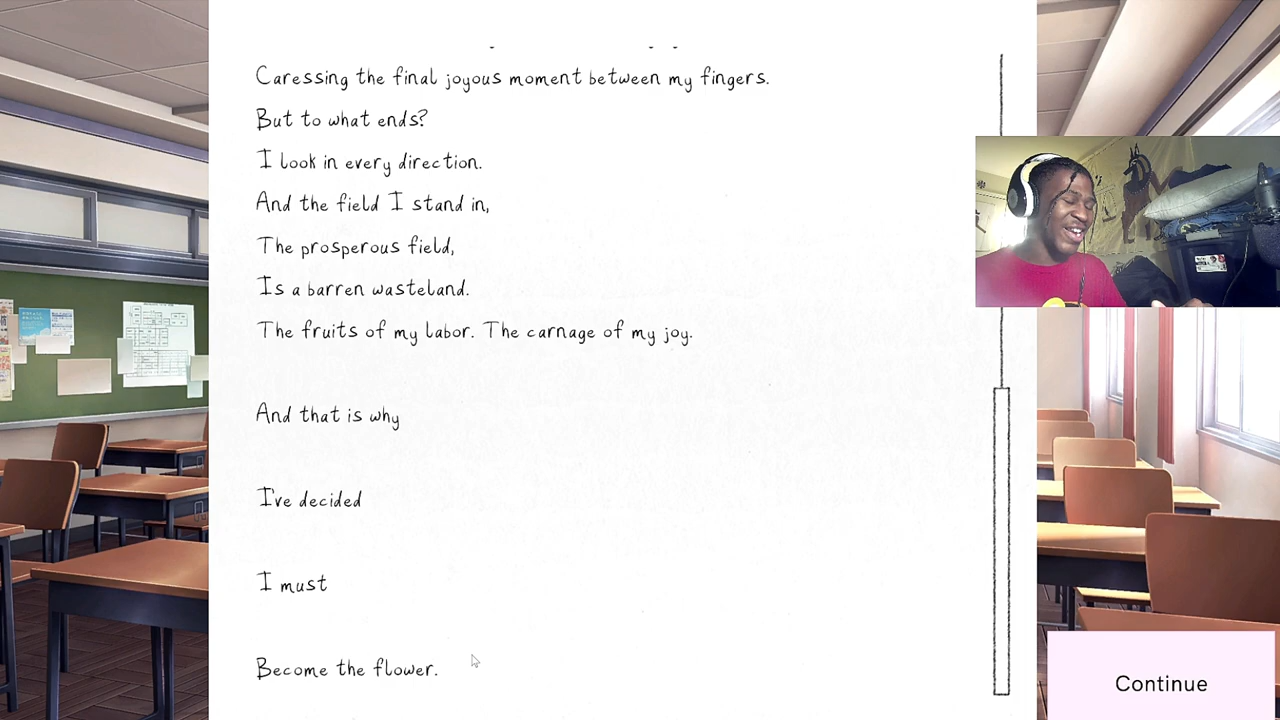 Caressing the final joyous moment between my fingers.
But to what ends?
I look in every direction.
And the field I stand in,
The prosperous field,
Is a barren wasteland.
The fruits of my labor. The carnage of my joy.
And that is why
I've decided
I must
Become the flower.
Continue